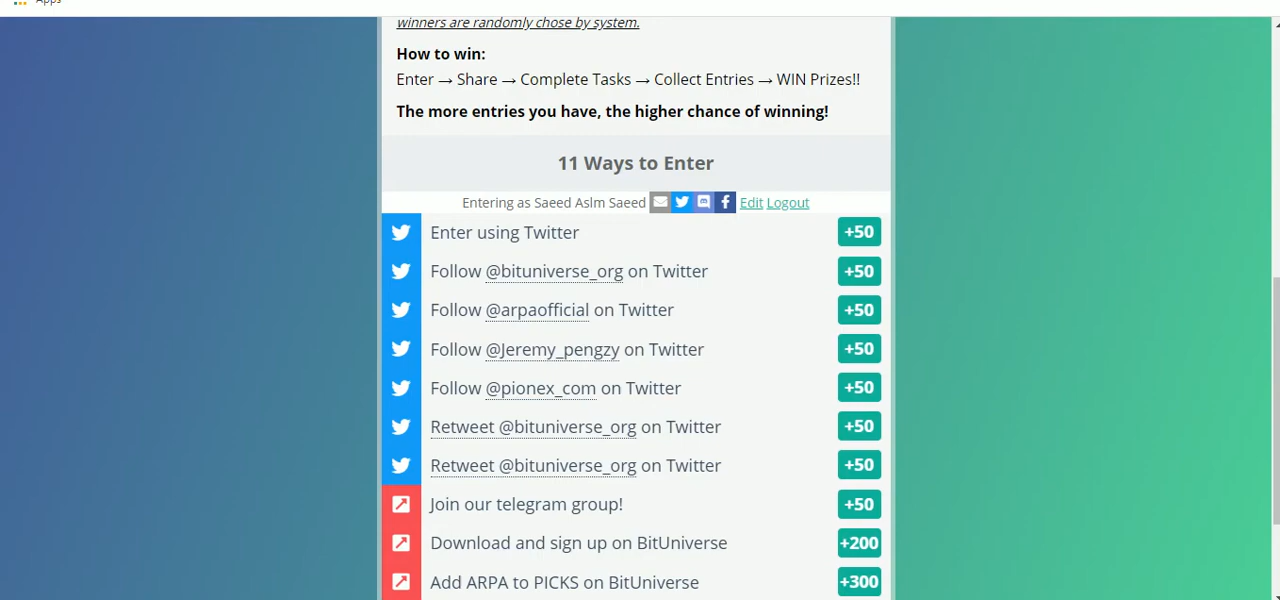 Apps
winners are randomly chose by system.
How to win:
Enter → Share → Complete Tasks → Collect Entries → WIN Prizes!!
The more entries you have, the higher chance of winning!
11 Ways to Enter
Entering as Saeed Aslm Saeed Edit Logout
Enter using Twitter +50
Follow @bituniverse_org on Twitter +50
Follow @arpaofficial on Twitter +50
Follow @Jeremy_pengzy on Twitter +50
Follow @pionex_com on Twitter +50
Retweet @bituniverse_org on Twitter +50
Retweet @bituniverse_org on Twitter +50
Join our telegram group! +50
Download and sign up on BitUniverse +200
Add ARPA to PICKS on BitUniverse +300